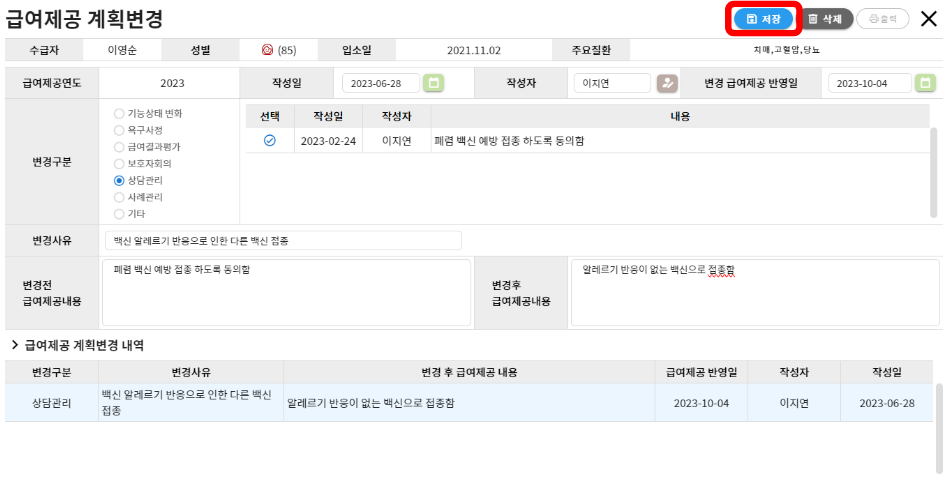 급여제공 계획변경
저장 삭제 출력
수급자 이영순 성별 (85) 입소일 2021.11.02 주요질환 치매,고혈압,당뇨
급여제공연도 2023 작성일 2023-06-28 작성자 이지연 변경 급여제공 반영일 2023-10-04
변경구분
기능상태 변화
욕구사정
급여결과평가
보호자회의
상담관리
사례관리
기타
선택 작성일 작성자 내용
2023-02-24 이지연 폐렴 백신 예방 접종 하도록 동의함
변경사유 백신 알레르기 반응으로 인한 다른 백신 접종
변경전
급여제공내용
폐렴 백신 예방 접종 하도록 동의함
변경후
급여제공내용
알레르기 반응이 없는 백신으로 접종함
급여제공 계획변경 내역
변경구분 변경사유 변경 후 급여제공 내용 급여제공 반영일 작성자 작성일
상담관리 백신 알레르기 반응으로 인한 다른 백신
접종
알레르기 반응이 없는 백신으로 접종함 2023-10-04 이지연 2023-06-28